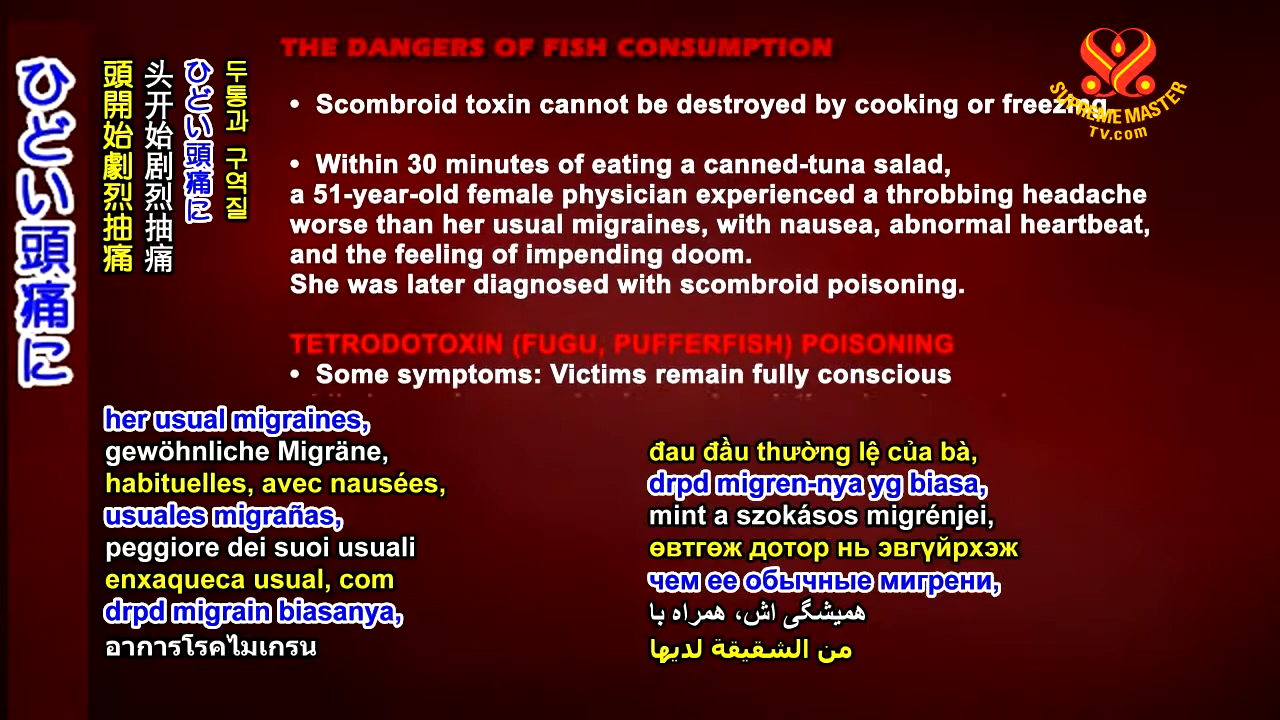 THE DANGERS OF FISH CONSUMPTION
• Scombroid toxin cannot be destroyed by cooking or freezing.
• Within 30 minutes of eating a canned-tuna salad,
a 51-year-old female physician experienced a throbbing headache
worse than her usual migraines, with nausea, abnormal heartbeat,
and the feeling of impending doom.
She was later diagnosed with scombroid poisoning.
TETRODOTOXIN (FUGU, PUFFERFISH) POISONING
• Some symptoms: Victims remain fully conscious
SUPREME MASTER
TV.com
ひどい頭痛に
頭開始劇烈抽痛
头开始剧烈抽痛
ひどい頭痛に
두통과 구역질
her usual migraines,
gewöhnliche Migräne,
habituelles, avec nausées,
usuales migrañas,
peggiore dei suoi usuali
enxaqueca usual, com
drpd migrain biasanya,
อาการโรคไมเกรน
đau đầu thường lệ của bà,
drpd migren-nya yg biasa,
mint a szokásos migrénjei,
өвтгөж дотор нь эвгүйрхэж
чем ее обычные мигрени,
همیشگی اش، همراه با
من الشقيقة لديها